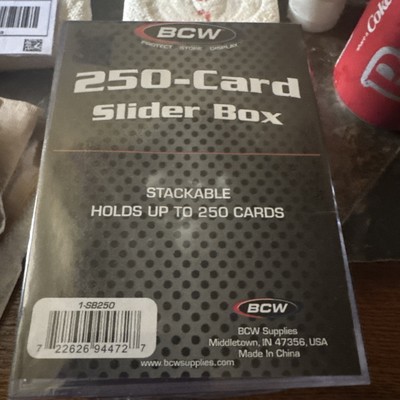 BCW
PROTECT STORE DISPLAY
250-Card
Slider Box
STACKABLE
HOLDS UP TO 250 CARDS
1-SB250
7 22626 94472 7
BCW
BCW Supplies
Middletown, IN 47356, USA
Made In China
www.bcwsupplies.com
Coke